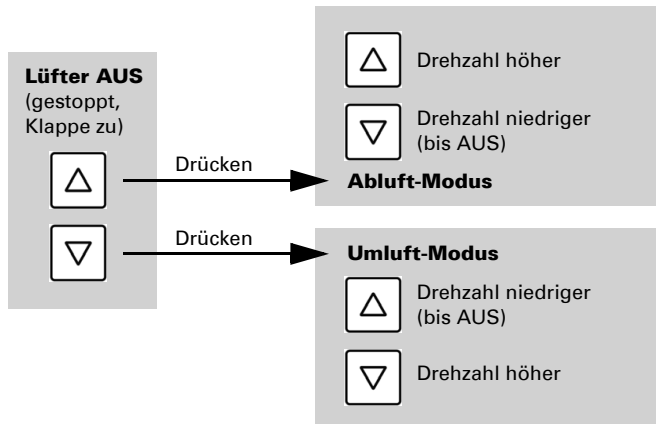 Lüfter AUS
(gestoppt,
Klappe zu)
Drücken
Drücken
Drehzahl höher
Drehzahl niedriger
(bis AUS)
Abluft-Modus
Umluft-Modus
Drehzahl niedriger
(bis AUS)
Drehzahl höher